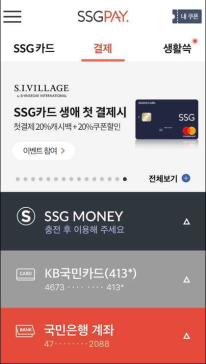 SSGPAY.
내 쿠폰
SSG 카드
결제
생활쏙
S.I.VILLAGE
by SHINSEGAE INTERNATIONAL
SSG카드 생애 첫 결제시
첫결제 20%캐시백+20%쿠폰할인
이벤트 참여 >
SSG
전체보기 +
SSG MONEY
충전 후 이용해 주세요
CARD
KB국민카드(413*)
4673 ···· ···· 413*
BANK
국민은행 계좌
47········2088